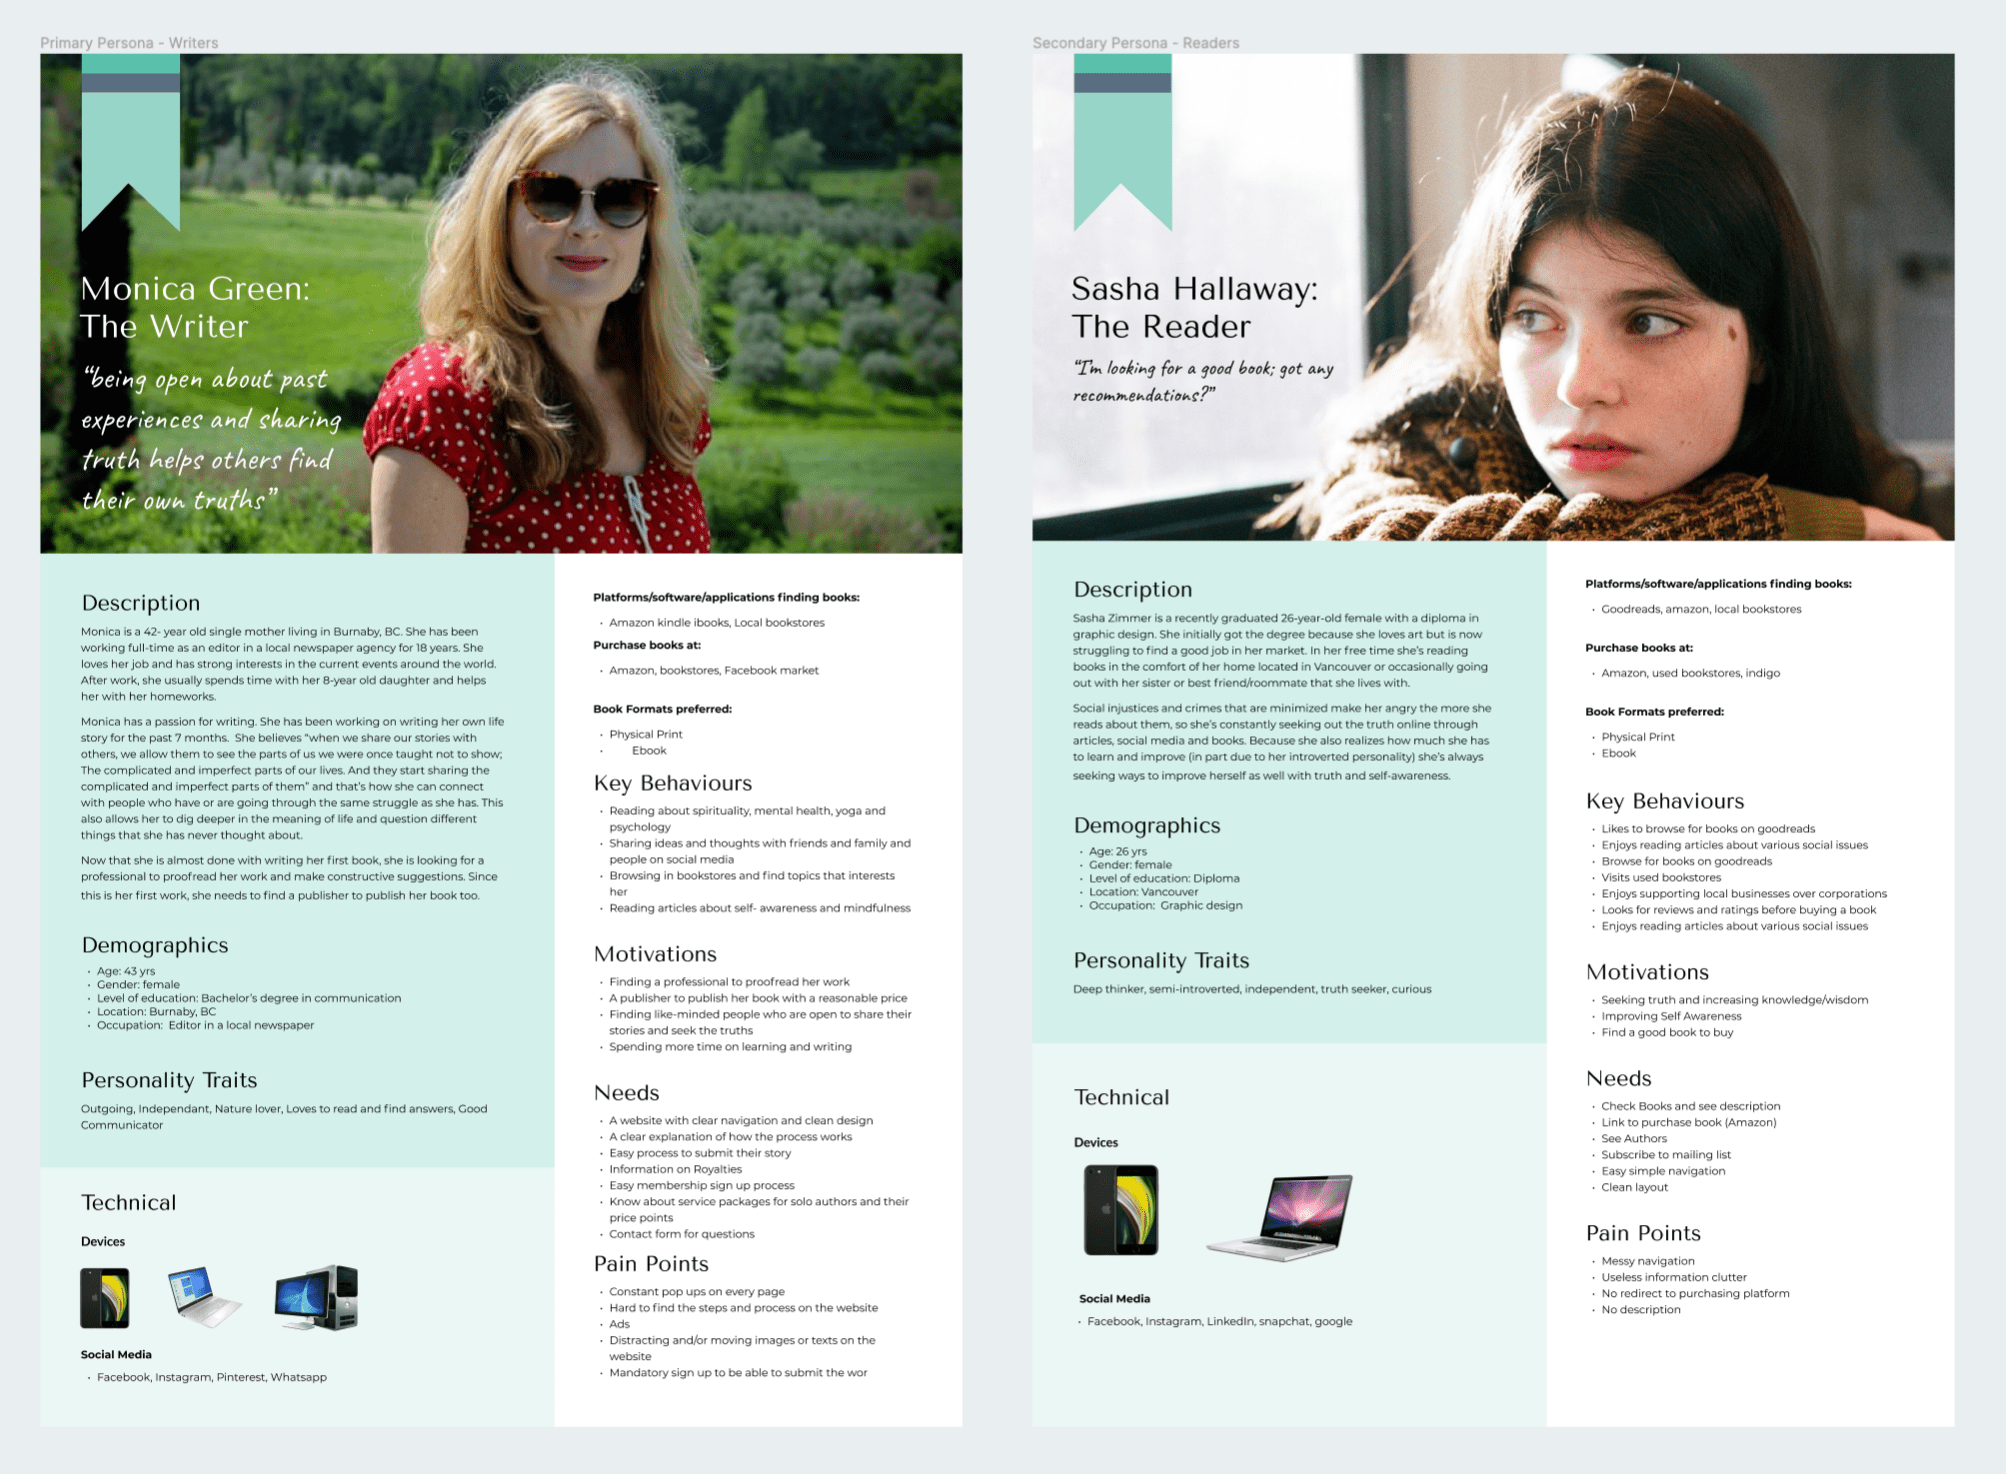 Primary Persona - Writers
Monica Green:
The Writer
“being open about past
experiences and sharing
truth helps others find
their own truths”
Description
Monica is a 42- year old single mother living in Burnaby, BC. She has been
working full-time as an editor in a local newspaper agency for 18 years. She
loves her job and has strong interests in the current events around the world.
After work, she usually spends time with her 8-year old daughter and helps
her with her homeworks.
Monica has a passion for writing. She has been working on writing her own life
story for the past 7 months.  She believes “when we share our stories with
others, we allow them to see the parts of us we were once taught not to show;
The complicated and imperfect parts of our lives. And they start sharing the
complicated and imperfect parts of them” and that’s how she can connect
with people who have or are going through the same struggle as she has. This
also allows her to dig deeper in the meaning of life and question different
things that she has never thought about.
Now that she is almost done with writing her first book, she is looking for a
professional to proofread her work and make constructive suggestions. Since
this is her first work, she needs to find a publisher to publish her book too.
Demographics
• Age: 43 yrs
• Gender: female
• Level of education: Bachelor’s degree in communication
• Location: Burnaby, BC
• Occupation:  Editor in a local newspaper
Personality Traits
Outgoing, Independant, Nature lover, Loves to read and find answers, Good
Communicator
Technical
Devices
Social Media
• Facebook, Instagram, Pinterest, Whatsapp
Platforms/software/applications finding books:
• Amazon kindle ibooks, Local bookstores
Purchase books at:
• Amazon, bookstores, Facebook market
Book Formats preferred:
• Physical Print
• Ebook
Key Behaviours
• Reading about spirituality, mental health, yoga and
psychology
• Sharing ideas and thoughts with friends and family and
people on social media
• Browsing in bookstores and find topics that interests
her
• Reading articles about self- awareness and mindfulness
Motivations
• Finding a professional to proofread her work
• A publisher to publish her book with a reasonable price
• Finding like-minded people who are open to share their
stories and seek the truths
• Spending more time on learning and writing
Needs
• A website with clear navigation and clean design
• A clear explanation of how the process works
• Easy process to submit their story
• Information on Royalties
• Easy membership sign up process
• Know about service packages for solo authors and their
price points
• Contact form for questions
Pain Points
• Constant pop ups on every page
• Hard to find the steps and process on the website
• Ads
• Distracting and/or moving images or texts on the
website
• Mandatory sign up to be able to submit the wor
Secondary Persona - Readers
Sasha Hallaway:
The Reader
“I'm looking for a good book; got any
recommendations?”
Description
Sasha Zimmer is a recently graduated 26-year-old female with a diploma in
graphic design. She initially got the degree because she loves art but is now
struggling to find a good job in her market. In her free time she’s reading
books in the comfort of her home located in Vancouver or occasionally going
out with her sister or best friend/roommate that she lives with.
Social injustices and crimes that are minimized make her angry the more she
reads about them, so she’s constantly seeking out the truth online through
articles, social media and books. Because she also realizes how much she has
to learn and improve (in part due to her introverted personality) she’s always
seeking ways to improve herself as well with truth and self-awareness.
Demographics
• Age: 26 yrs
• Gender: female
• Level of education: Diploma
• Location: Vancouver
• Occupation:  Graphic design
Personality Traits
Deep thinker, semi-introverted, independent, truth seeker, curious
Technical
Devices
Social Media
• Facebook, Instagram, LinkedIn, snapchat, google
Platforms/software/applications finding books:
• Goodreads, amazon, local bookstores
Purchase books at:
• Amazon, used bookstores, indigo
Book Formats preferred:
• Physical Print
• Ebook
Key Behaviours
• Likes to browse for books on goodreads
• Enjoys reading articles about various social issues
• Browse for books on goodreads
• Visits used bookstores
• Enjoys supporting local businesses over corporations
• Looks for reviews and ratings before buying a book
• Enjoys reading articles about various social issues
Motivations
• Seeking truth and increasing knowledge/wisdom
• Improving Self Awareness
• Find a good book to buy
Needs
• Check Books and see description
• Link to purchase book (Amazon)
• See Authors
• Subscribe to mailing list
• Easy simple navigation
• Clean layout
Pain Points
• Messy navigation
• Useless information clutter
• No redirect to purchasing platform
• No description